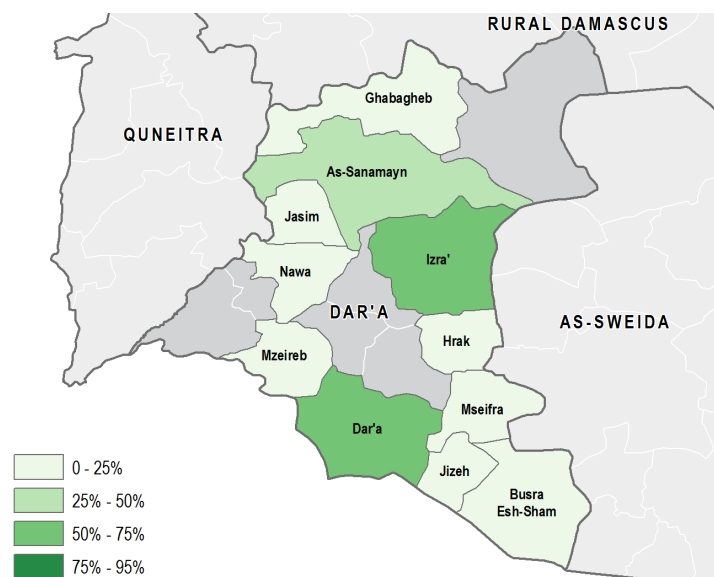 RURAL DAMASCUS
Ghabagheb
QUNEITRA
As-Sanamayn
Jasim
Izra'
Nawa
DAR'A
AS-SWEIDA
Hrak
Mzeireb
Mseifra
Dar'a
Jizeh
Busra
Esh-Sham
0 - 25%
25% - 50%
50% - 75%
75% - 95%